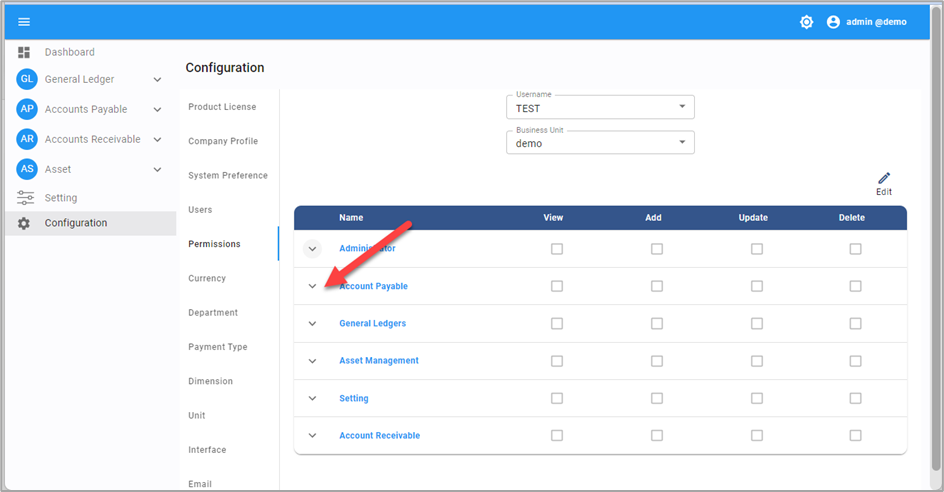 admin @demo
Dashboard
GL General Ledger
AP Accounts Payable
AR Accounts Receivable
AS Asset
Setting
Configuration
Configuration
Product License
Company Profile
System Preference
Users
Permissions
Currency
Department
Payment Type
Dimension
Unit
Interface
Email
Username
TEST
Business Unit
demo
Edit
Name View Add Update Delete
Administrator
Account Payable
General Ledgers
Asset Management
Setting
Account Receivable